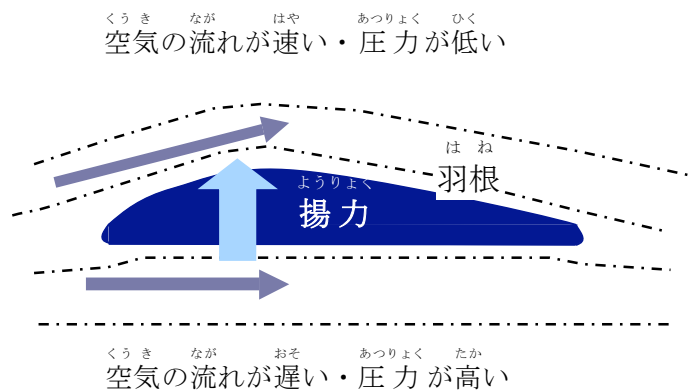 くうき なが はや あつりょく ひく
空気の流れが速い・圧力が低い
はね
羽根
ようりょく
揚力
くうき なが おそ あつりょく たか
空気の流れが遅い・圧力が高い